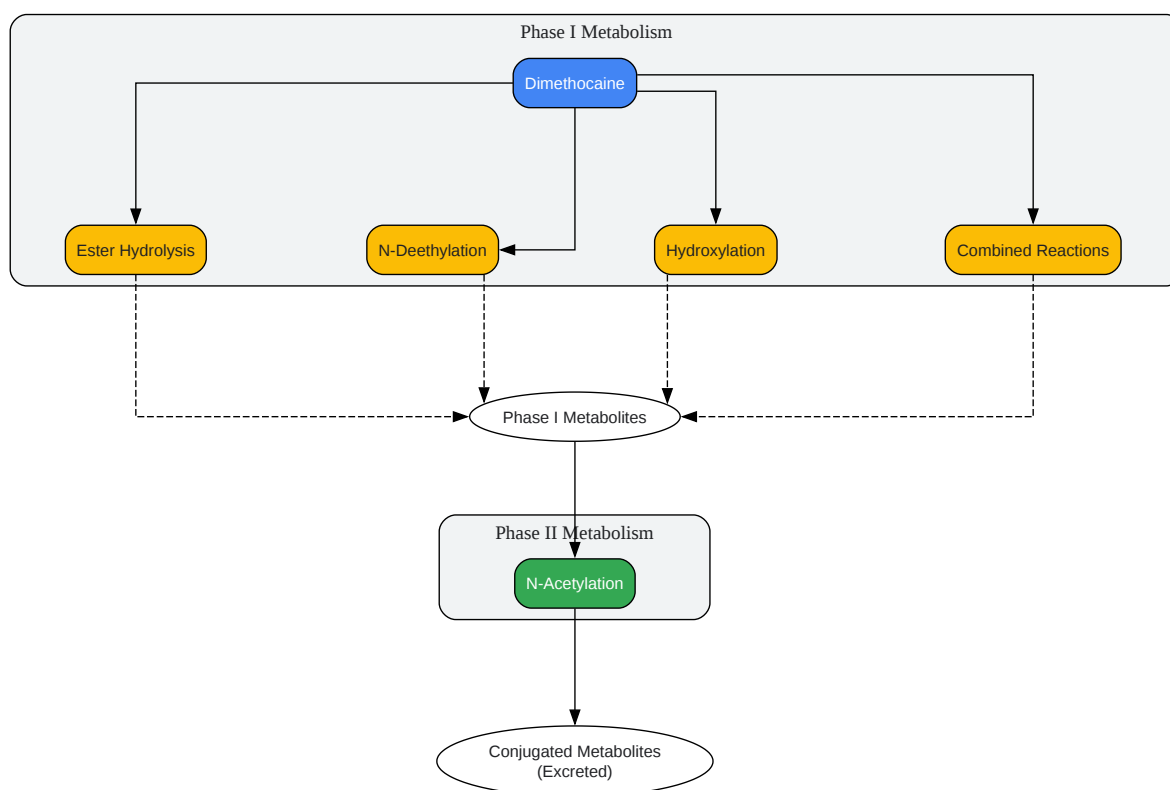 Phase I Metabolism
Dimethocaine
Ester Hydrolysis
N-Deethylation
Hydroxylation
Combined Reactions
Phase I Metabolites
Phase II Metabolism
N-Acetylation
Conjugated Metabolites
(Excreted)